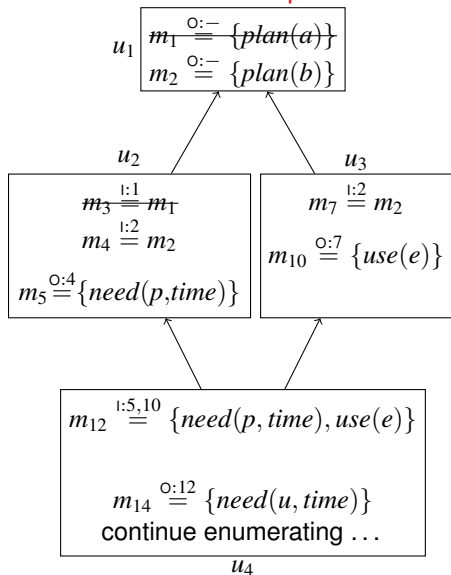 u1
m1 O:–= {plan(a)}
m2 O:–= {plan(b)}
u2
u3
m3 I:1= m1
m4 I:2= m2
m5 O:4= {need(p,time)}
m7 I:2= m2
m10 O:7= {use(e)}
m12 I:5,10= {need(p, time), use(e)}
m14 O:12= {need(u, time)}
continue enumerating ...
u4